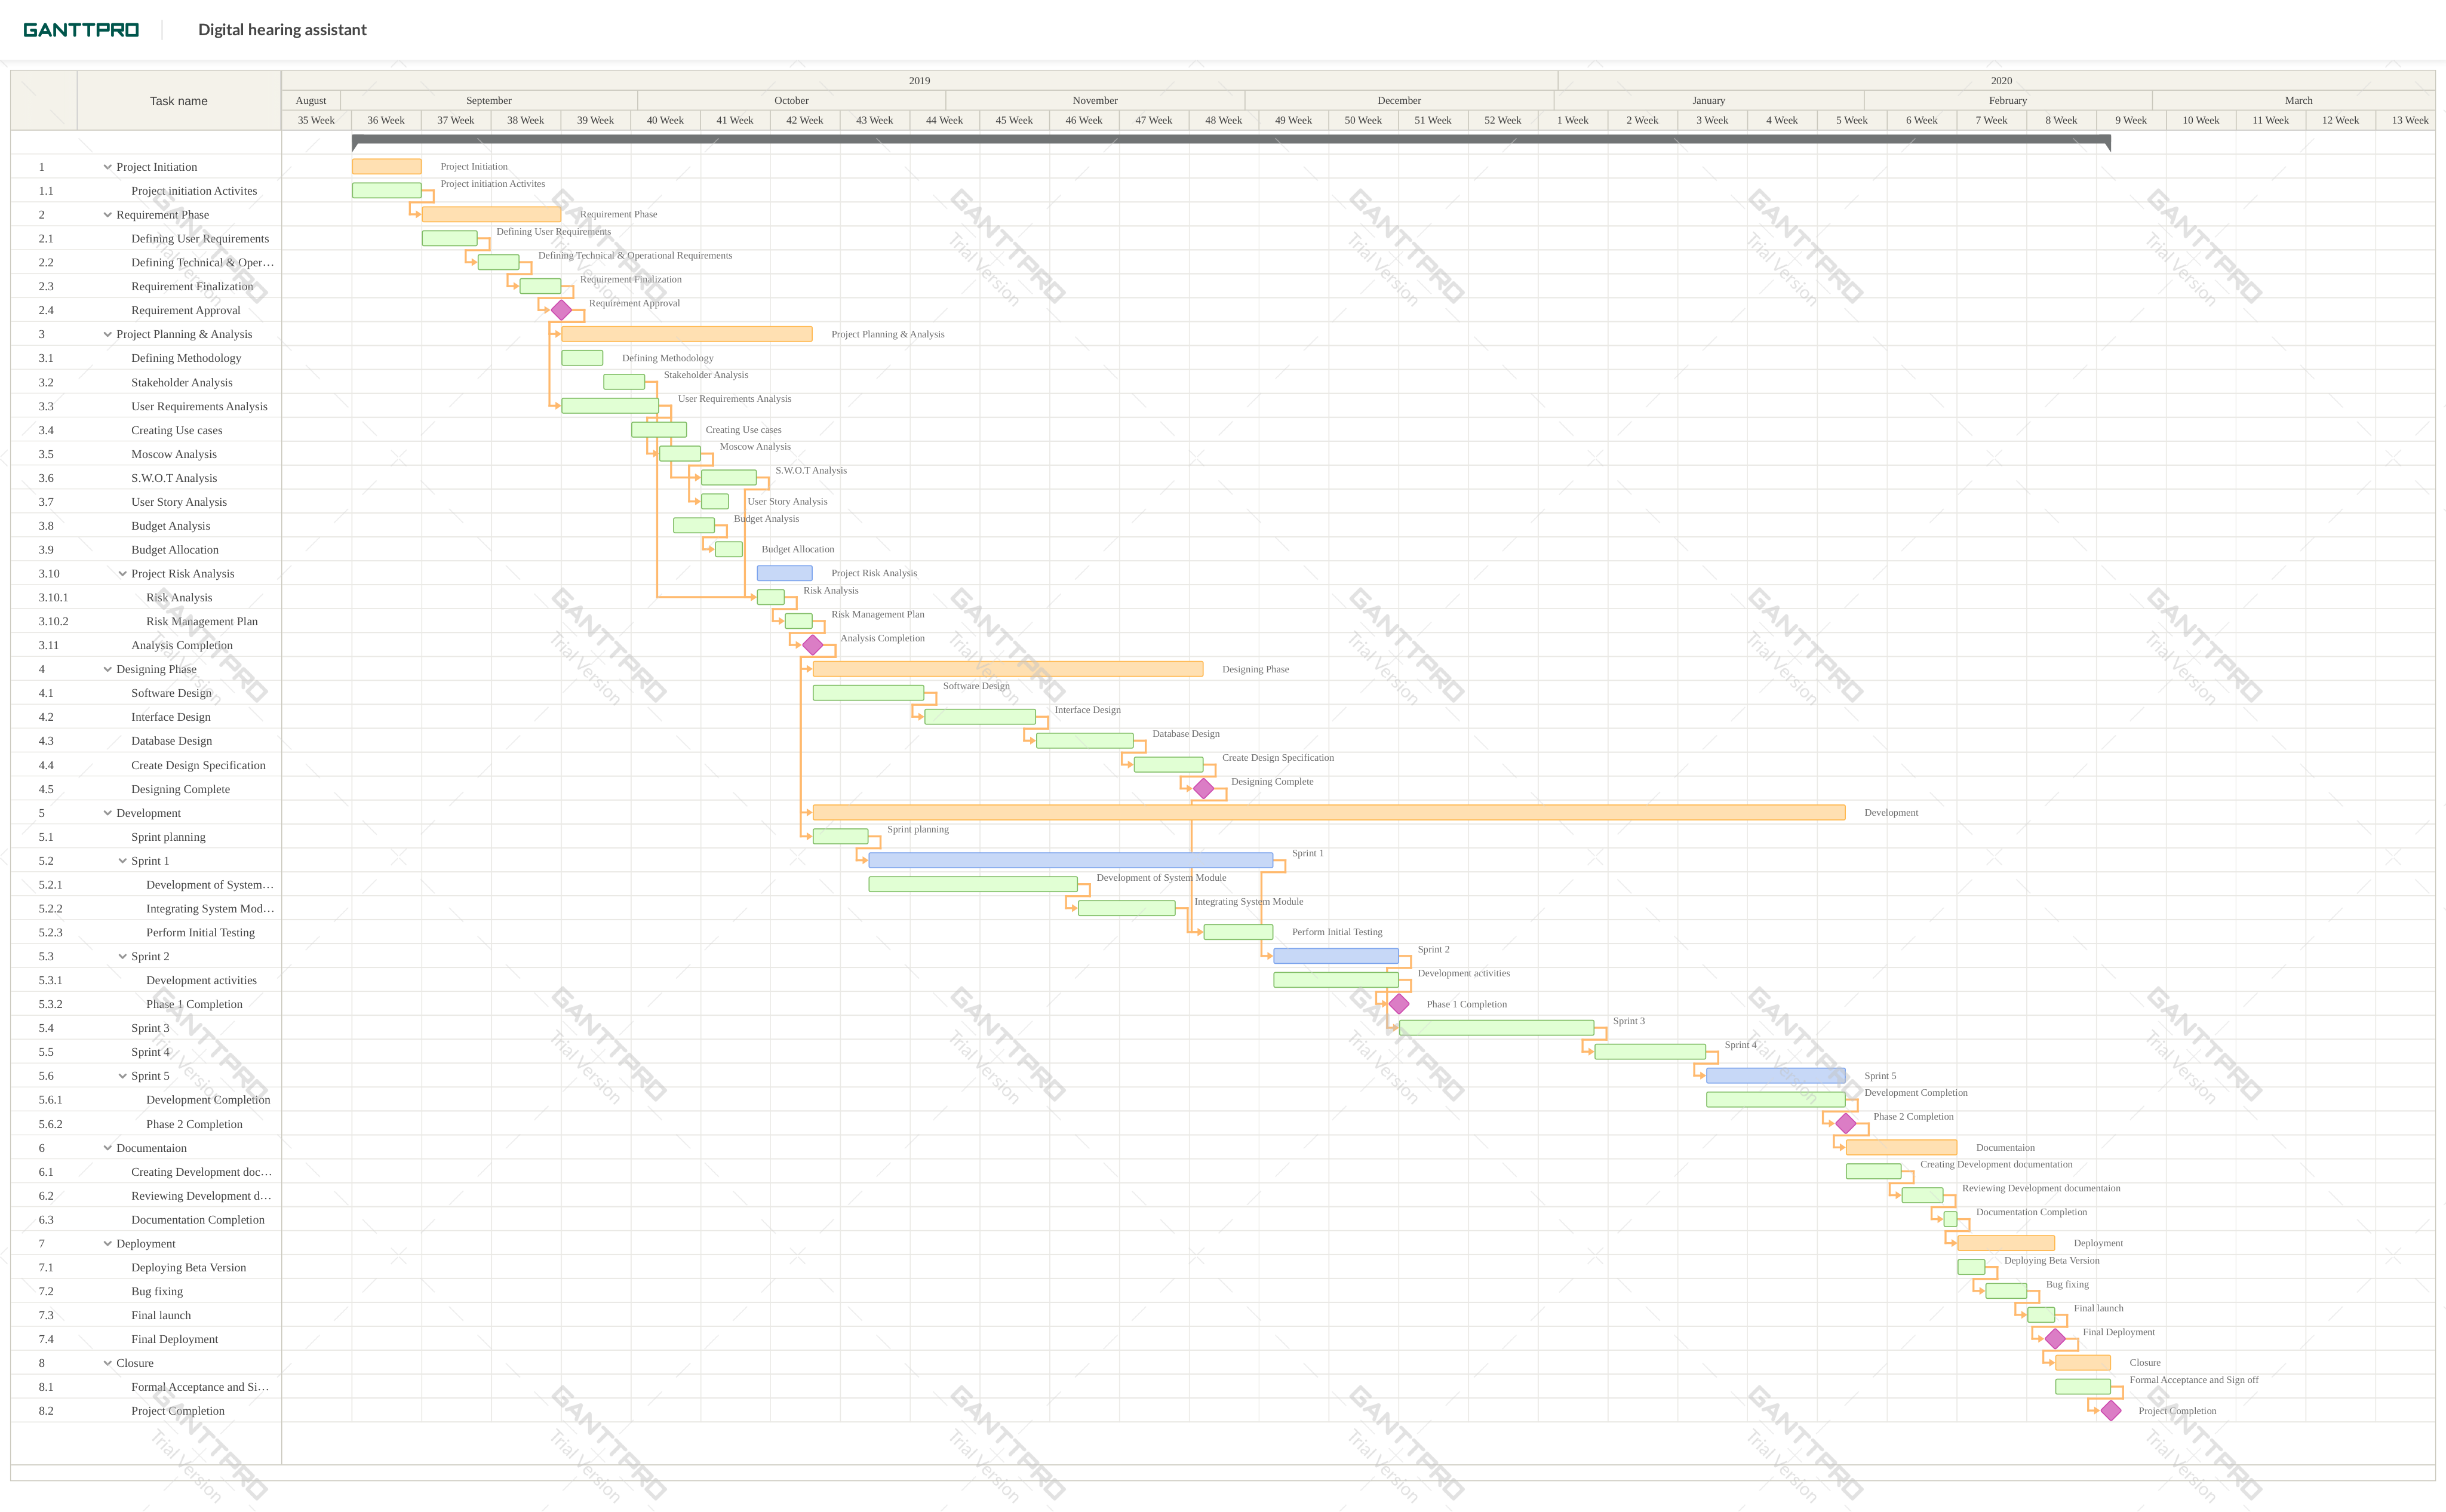 GANTTPRO
Digital hearing assistant
Task name
2019
2020
August
September
October
November
December
January
February
March
35 Week
36 Week
37 Week
38 Week
39 Week
40 Week
41 Week
42 Week
43 Week
44 Week
45 Week
46 Week
47 Week
48 Week
49 Week
50 Week
51 Week
52 Week
1 Week
2 Week
3 Week
4 Week
5 Week
6 Week
7 Week
8 Week
9 Week
10 Week
11 Week
12 Week
13 Week
1 Project Initiation Project Initiation
1.1 Project initiation Activites Project initiation Activites
2 Requirement Phase Requirement Phase
2.1 Defining User Requirements Defining User Requirements
2.2 Defining Technical & Oper... Defining Technical & Operational Requirements
2.3 Requirement Finalization Requirement Finalization
2.4 Requirement Approval Requirement Approval
3 Project Planning & Analysis Project Planning & Analysis
3.1 Defining Methodology Defining Methodology
3.2 Stakeholder Analysis Stakeholder Analysis
3.3 User Requirements Analysis User Requirements Analysis
3.4 Creating Use cases Creating Use cases
3.5 Moscow Analysis Moscow Analysis
3.6 S.W.O.T Analysis S.W.O.T Analysis
3.7 User Story Analysis User Story Analysis
3.8 Budget Analysis Budget Analysis
3.9 Budget Allocation Budget Allocation
3.10 Project Risk Analysis Project Risk Analysis
3.10.1 Risk Analysis Risk Analysis
3.10.2 Risk Management Plan Risk Management Plan
3.11 Analysis Completion Analysis Completion
4 Designing Phase Designing Phase
4.1 Software Design Software Design
4.2 Interface Design Interface Design
4.3 Database Design Database Design
4.4 Create Design Specification Create Design Specification
4.5 Designing Complete Designing Complete
5 Development Development
5.1 Sprint planning Sprint planning
5.2 Sprint 1 Sprint 1
5.2.1 Development of System... Development of System Module
5.2.2 Integrating System Mod... Integrating System Module
5.2.3 Perform Initial Testing Perform Initial Testing
5.3 Sprint 2 Sprint 2
5.3.1 Development activities Development activities
5.3.2 Phase 1 Completion Phase 1 Completion
5.4 Sprint 3 Sprint 3
5.5 Sprint 4 Sprint 4
5.6 Sprint 5 Sprint 5
5.6.1 Development Completion Development Completion
5.6.2 Phase 2 Completion Phase 2 Completion
6 Documentaion Documentaion
6.1 Creating Development doc... Creating Development documentation
6.2 Reviewing Development d... Reviewing Development documentaion
6.3 Documentation Completion Documentation Completion
7 Deployment Deployment
7.1 Deploying Beta Version Deploying Beta Version
7.2 Bug fixing Bug fixing
7.3 Final launch Final launch
7.4 Final Deployment Final Deployment
8 Closure Closure
8.1 Formal Acceptance and Si... Formal Acceptance and Sign off
8.2 Project Completion Project Completion
GANTTPRO
Trial Version